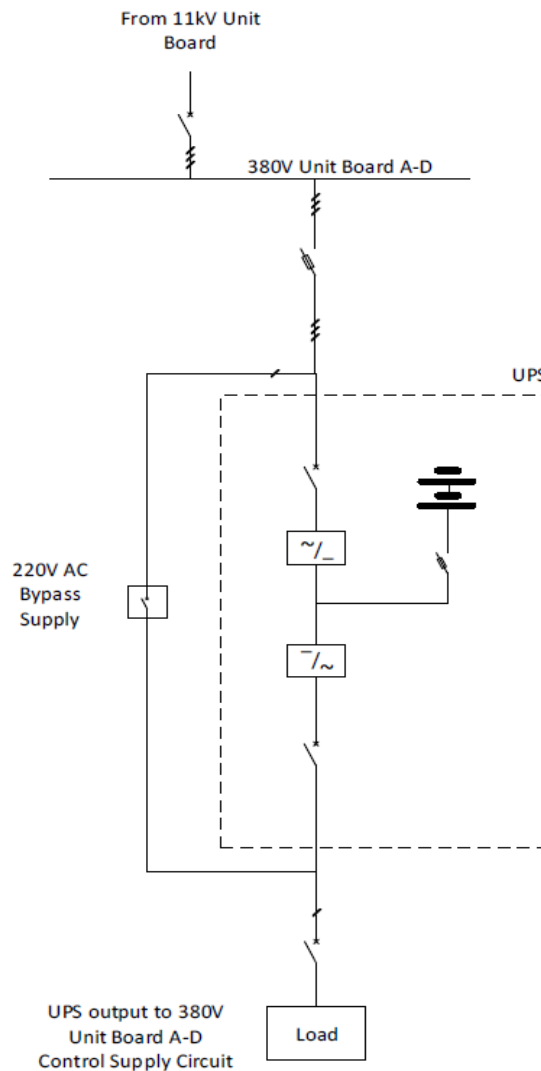 From 11kV Unit
Board
380V Unit Board A-D
UPS
~/_
220V AC
Bypass
Supply
‾/~
UPS output to 380V
Unit Board A-D
Control Supply Circuit
Load